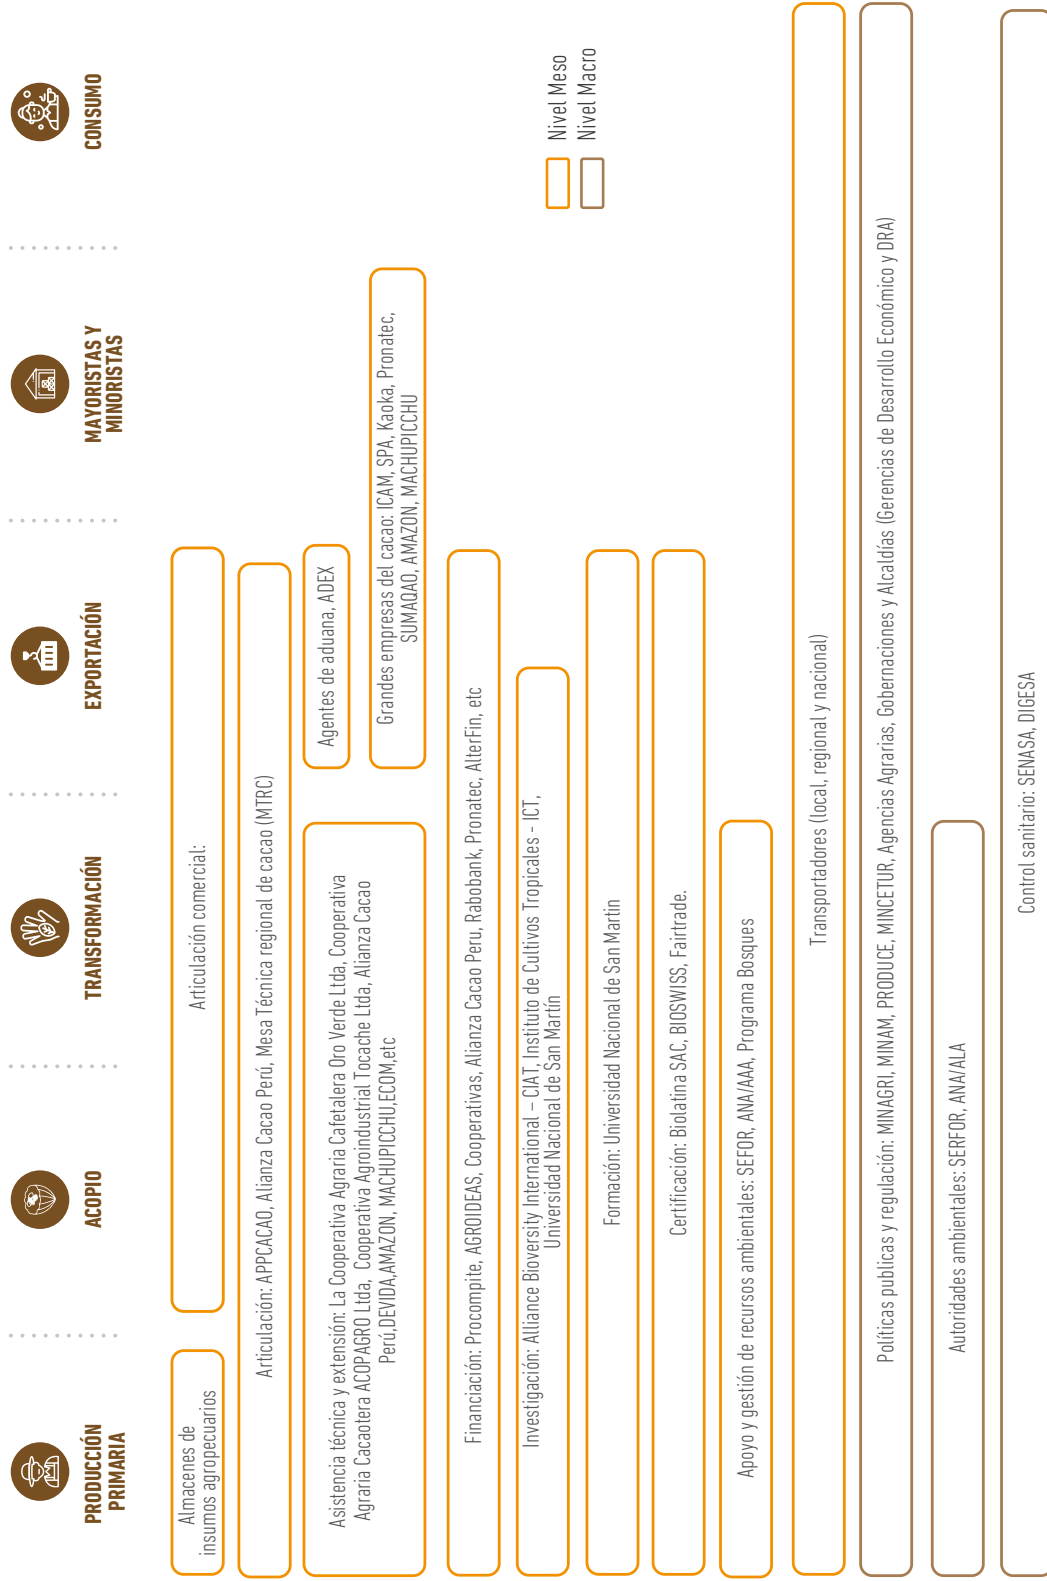 PRODUCCIÓN
PRIMARIA
ACOPIO
TRANSFORMACIÓN
EXPORTACIÓN
MAYORISTAS Y
MINORISTAS
CONSUMO
Almacenes de
insumos agropecuarios
Articulación comercial:
Articulación: APPCACAO, Alianza Cacao Perú, Mesa Técnica regional de cacao (MTRC)
Asistencia técnica y extensión: La Cooperativa Agraria Cafetalera Oro Verde Ltda, Cooperativa
Agraria Cacaotera ACOPAGRO Ltda, Cooperativa Agroindustrial Tocache Ltda, Alianza Cacao
Perú,DEVIDA,AMAZON, MACHUPICCHU,ECOM,etc
Agentes de aduana, ADEX
Grandes empresas del cacao: ICAM, SPA, Kaoka, Pronatec,
SUMAQAO, AMAZON, MACHUPICCHU
Financiación: Procompite, AGROIDEAS, Cooperativas, Alianza Cacao Peru, Rabobank, Pronatec, AlterFin, etc
Investigación: Alliance Bioversity International – CIAT, Instituto de Cultivos Tropicales - ICT,
Universidad Nacional de San Martín
Formación: Universidad Nacional de San Martin
Certificación: Biolatina SAC, BIOSWISS, Fairtrade.
Apoyo y gestión de recursos ambientales: SEFOR, ANA/AAA, Programa Bosques
Transportadores (local, regional y nacional)
Políticas publicas y regulación: MINAGRI, MINAM, PRODUCE, MINCETUR, Agencias Agrarias, Gobernaciones y Alcaldías (Gerencias de Desarrollo Económico y DRA)
Autoridades ambientales: SERFOR, ANA/ALA
Control sanitario: SENASA, DIGESA
Nivel Meso
Nivel Macro